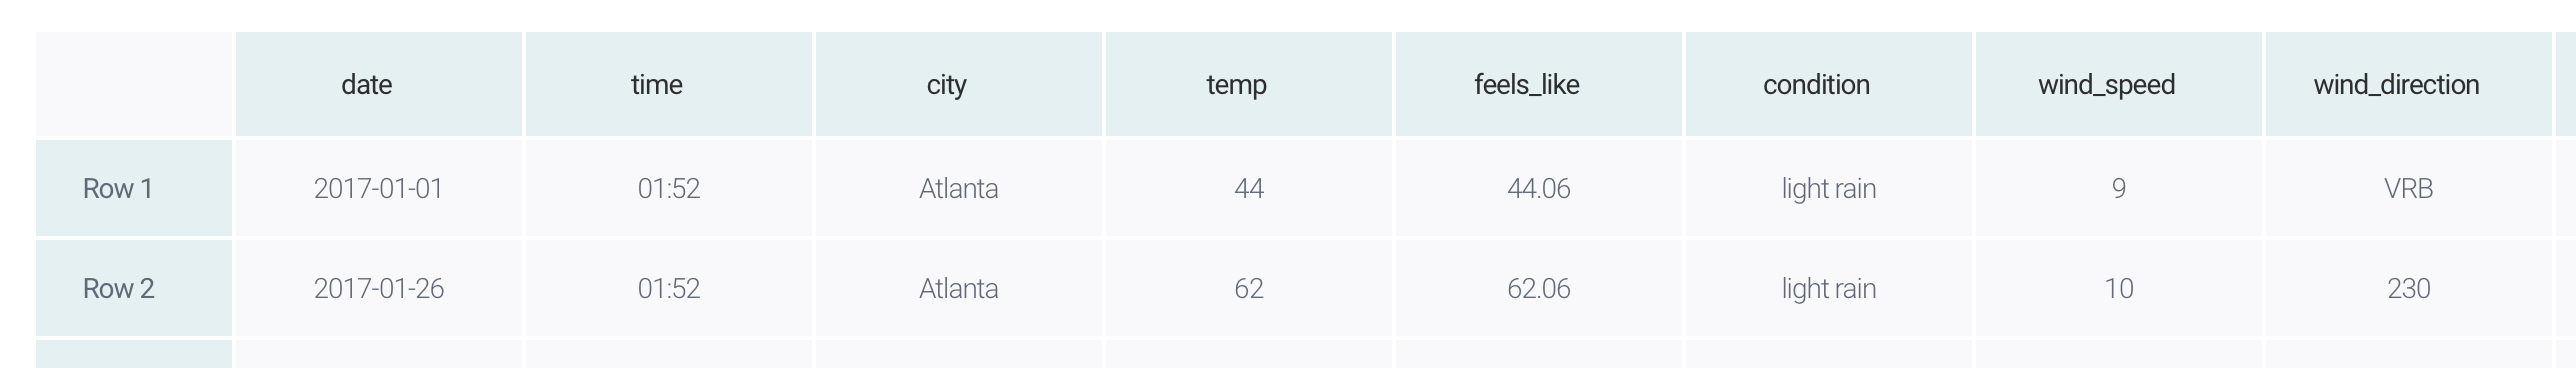 date time city temp feels_like condition wind_speed wind_direction
Row 1 2017-01-01 01:52 Atlanta 44 44.06 light rain 9 VRB
Row 2 2017-01-26 01:52 Atlanta 62 62.06 light rain 10 230